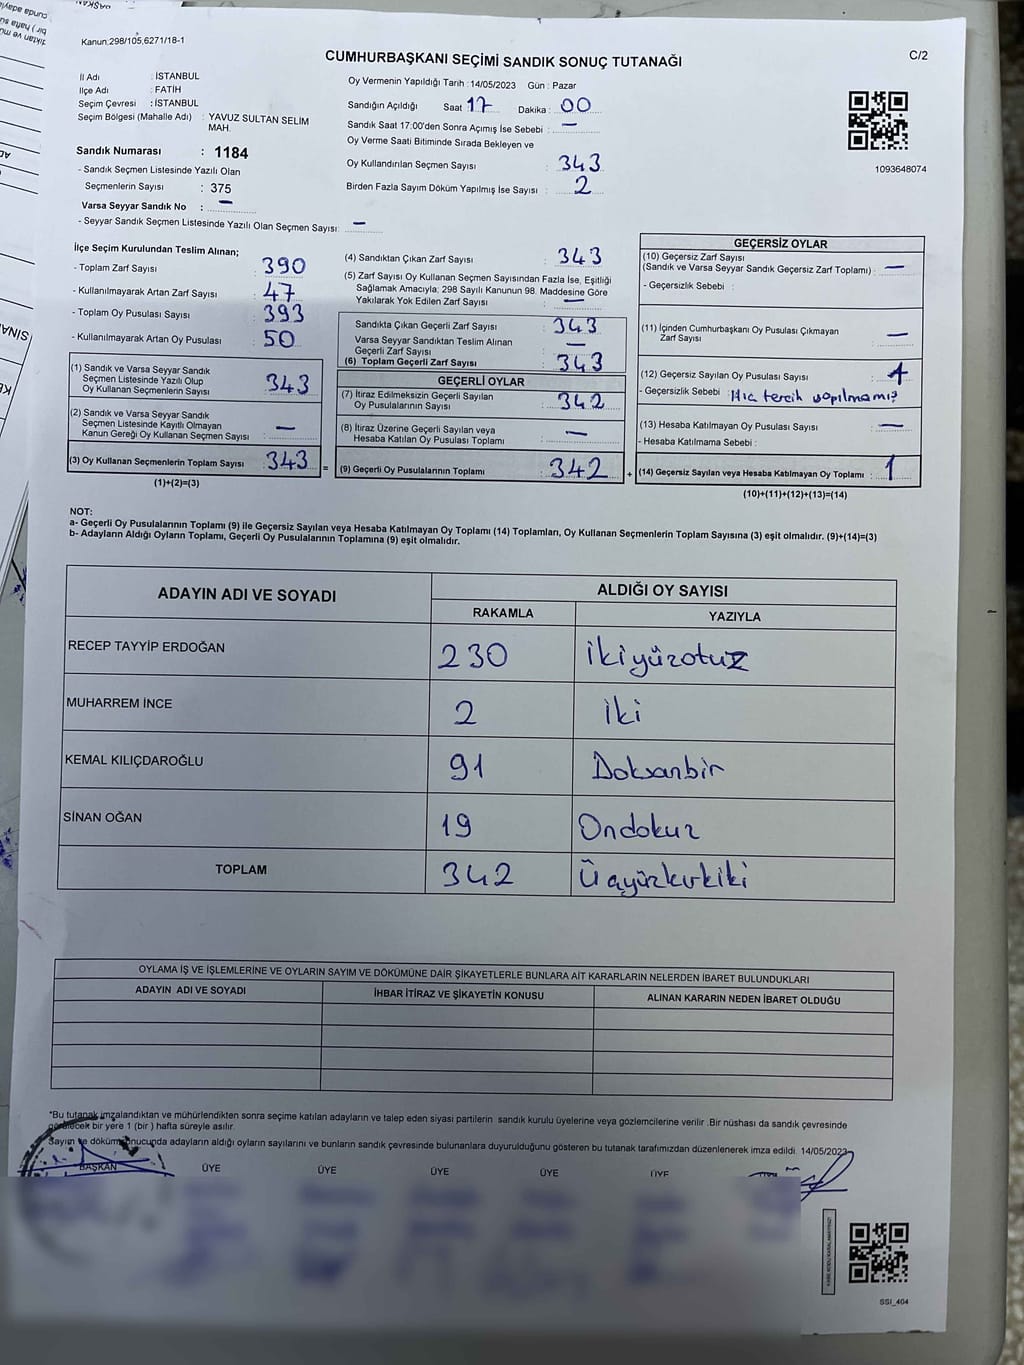 Kanun:298/105,6271/18-1
CUMHURBAŞKANI SEÇİMİ SANDIK SONUÇ TUTANAĞI
C/2
İl Adı : İSTANBUL
İlçe Adı : FATİH
Seçim Çevresi : İSTANBUL
Seçim Bölgesi (Mahalle Adı) : YAVUZ SULTAN SELİM
MAH.
Sandık Numarası : 1184
- Sandık Seçmen Listesinde Yazılı Olan
Seçmenlerin Sayısı : 375
Varsa Seyyar Sandık No : —
- Seyyar Sandık Seçmen Listesinde Yazılı Olan Seçmen Sayısı: —
Oy Vermenin Yapıldığı Tarih : 14/05/2023 Gün : Pazar
Sandığın Açıldığı Saat 17 Dakika : 00
Sandık Saat 17:00'den Sonra Açımış İse Sebebi : —
Oy Verme Saati Bitiminde Sırada Bekleyen ve
Oy Kullandırılan Seçmen Sayısı : 343
Birden Fazla Sayım Döküm Yapılmış İse Sayısı : 2
1093648074
İlçe Seçim Kurulundan Teslim Alınan;
- Toplam Zarf Sayısı : 390
- Kullanılmayarak Artan Zarf Sayısı : 47
- Toplam Oy Pusulası Sayısı : 393
- Kullanılmayarak Artan Oy Pusulası : 50
(1) Sandık ve Varsa Seyyar Sandık
Seçmen Listesinde Yazılı Olup
Oy Kullanan Seçmenlerin Sayısı : 343
(2) Sandık ve Varsa Seyyar Sandık
Seçmen Listesinde Kayıtlı Olmayan
Kanun Gereği Oy Kullanan Seçmen Sayısı : —
(3) Oy Kullanan Seçmenlerin Toplam Sayısı : 343
(1)+(2)=(3)
=
(4) Sandıktan Çıkan Zarf Sayısı : 343
(5) Zarf Sayısı Oy Kullanan Seçmen Sayısından Fazla İse, Eşitliği
Sağlamak Amacıyla; 298 Sayılı Kanunun 98. Maddesine Göre
Yakılarak Yok Edilen Zarf Sayısı : —
Sandıkta Çıkan Geçerli Zarf Sayısı : 343
Varsa Seyyar Sandıktan Teslim Alınan
Geçerli Zarf Sayısı : —
(6) Toplam Geçerli Zarf Sayısı : 343
GEÇERLİ OYLAR
(7) İtiraz Edilmeksizin Geçerli Sayılan
Oy Pusulalarının Sayısı : 342
(8) İtiraz Üzerine Geçerli Sayılan veya
Hesaba Katılan Oy Pusulası Toplamı : —
(9) Geçerli Oy Pusulalarının Toplamı : 342
+
GEÇERSİZ OYLAR
(10) Geçersiz Zarf Sayısı
(Sandık ve Varsa Seyyar Sandık Geçersiz Zarf Toplamı) : —
- Geçersizlik Sebebi :
(11) İçinden Cumhurbaşkanı Oy Pusulası Çıkmayan
Zarf Sayısı : —
(12) Geçersiz Sayılan Oy Pusulası Sayısı : 1
- Geçersizlik Sebebi : Hiç tercih yapılmamış
(13) Hesaba Katılmayan Oy Pusulası Sayısı : —
- Hesaba Katılmama Sebebi :
(14) Geçersiz Sayılan veya Hesaba Katılmayan Oy Toplamı : 1
(10)+(11)+(12)+(13)=(14)
NOT:
a- Geçerli Oy Pusulalarının Toplamı (9) ile Geçersiz Sayılan veya Hesaba Katılmayan Oy Toplamı (14) Toplamları, Oy Kullanan Seçmenlerin Toplam Sayısına (3) eşit olmalıdır. (9)+(14)=(3)
b- Adayların Aldığı Oyların Toplamı, Geçerli Oy Pusulalarının Toplamına (9) eşit olmalıdır.
ADAYIN ADI VE SOYADI
ALDIĞI OY SAYISI
RAKAMLA YAZIYLA
RECEP TAYYİP ERDOĞAN 230 İkiyüzotuz
MUHARREM İNCE 2 İki
KEMAL KILIÇDAROĞLU 91 Doksanbir
SİNAN OĞAN 19 Ondokuz
TOPLAM 342 Üçyüzkırkiki
OYLAMA İŞ VE İŞLEMLERİNE VE OYLARIN SAYIM VE DÖKÜMÜNE DAİR ŞİKAYETLERLE BUNLARA AİT KARARLARIN NELERDEN İBARET BULUNDUKLARI
ADAYIN ADI VE SOYADI İHBAR İTİRAZ VE ŞİKAYETİN KONUSU ALINAN KARARIN NEDEN İBARET OLDUĞU
*Bu tutanak imzalandıktan ve mühürlendikten sonra seçime katılan adayların ve talep eden siyasi partilerin sandık kurulu üyelerine veya gözlemcilerine verilir .Bir nüshası da sandık çevresinde
görülecek bir yere 1 (bir ) hafta süreyle asılır.
Sayım ve döküm sonucunda adayların aldığı oyların sayılarını ve bunların sandık çevresinde bulunanlara duyurulduğunu gösteren bu tutanak tarafımızdan düzenlenerek imza edildi. 14/05/2023
BAŞKAN ÜYE ÜYE ÜYE ÜYE ÜYE
SSI_404